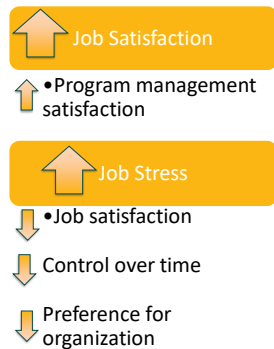 Job Satisfaction
•Program management
satisfaction
Job Stress
•Job satisfaction
Control over time
Preference for
organization